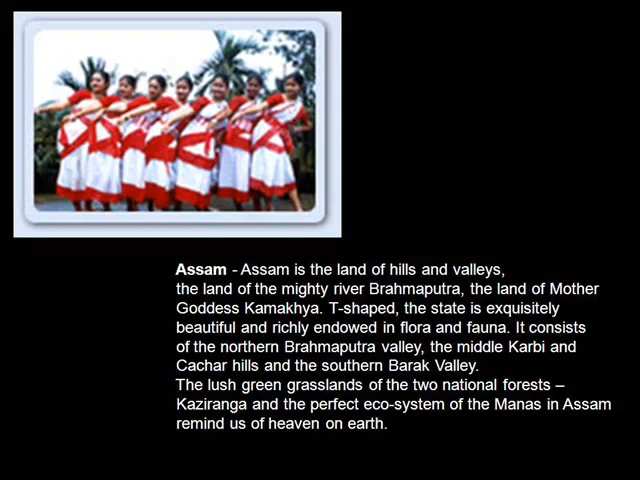 Assam - Assam is the land of hills and valleys,
the land of the mighty river Brahmaputra, the land of Mother
Goddess Kamakhya. T-shaped, the state is exquisitely
beautiful and richly endowed in flora and fauna. It consists
of the northern Brahmaputra valley, the middle Karbi and
Cachar hills and the southern Barak Valley.
The lush green grasslands of the two national forests –
Kaziranga and the perfect eco-system of the Manas in Assam
remind us of heaven on earth.